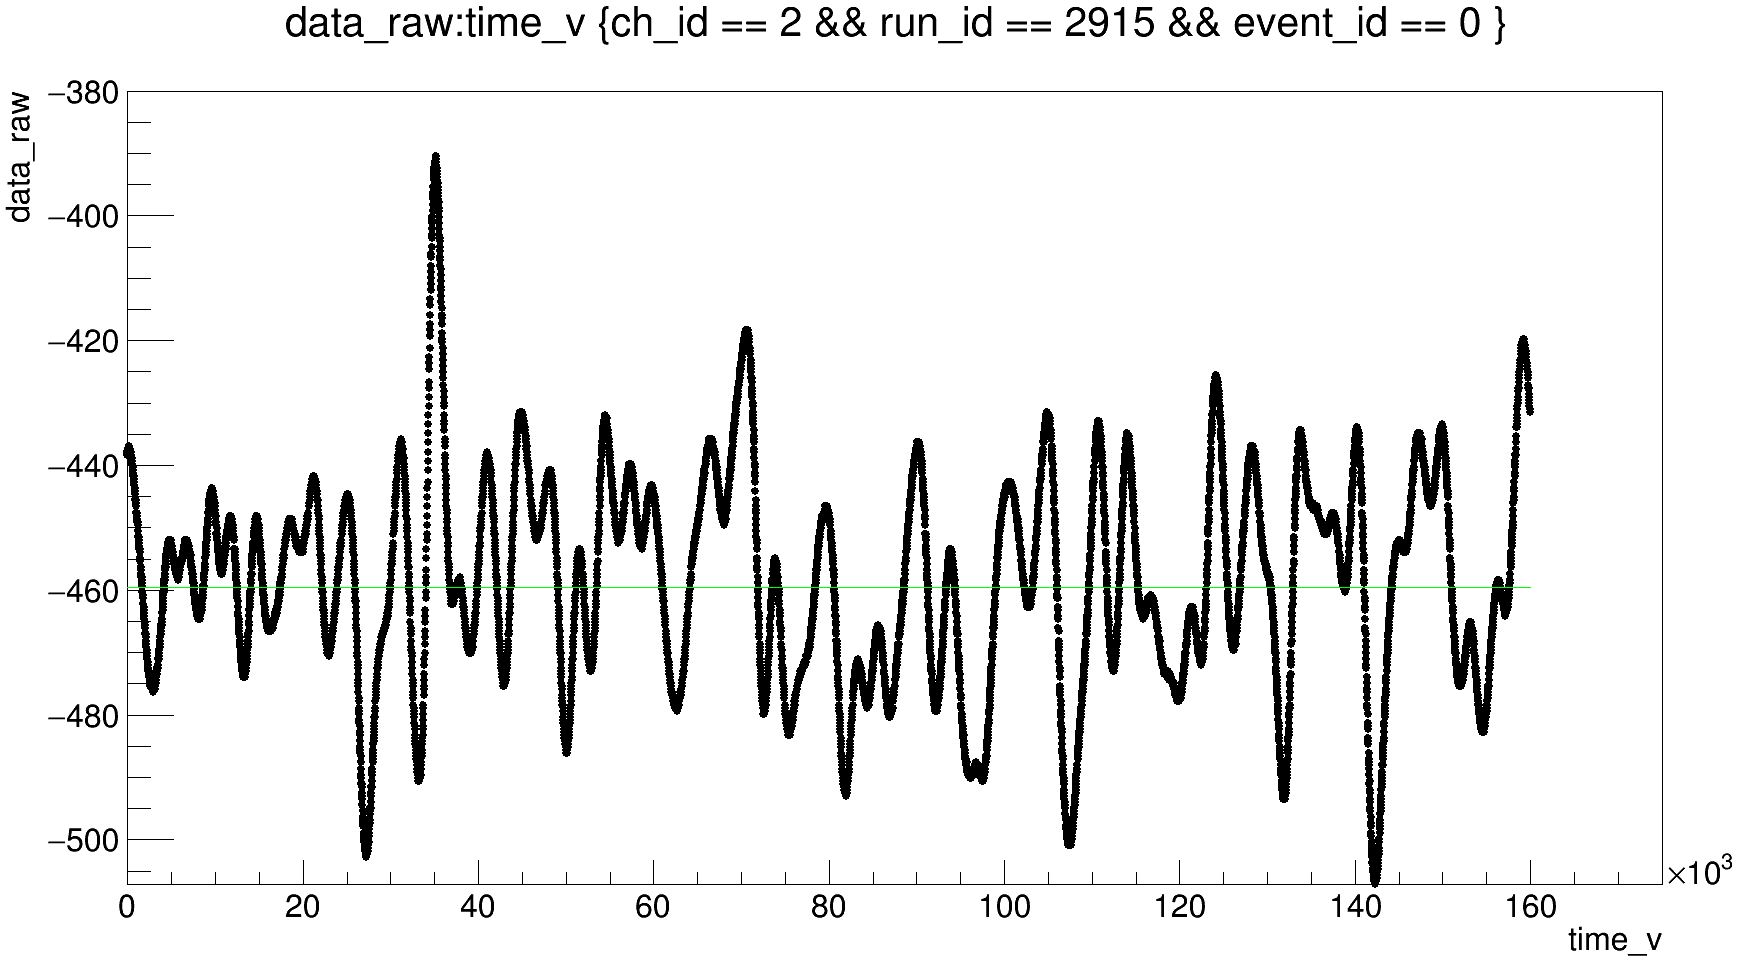 data_raw:time_v {ch_id == 2 && run_id == 2915 && event_id == 0 }
data_raw
−380
−400
−420
−440
−460
−480
−500
0 20 40 60 80 100 120 140 160
×10³
time_v